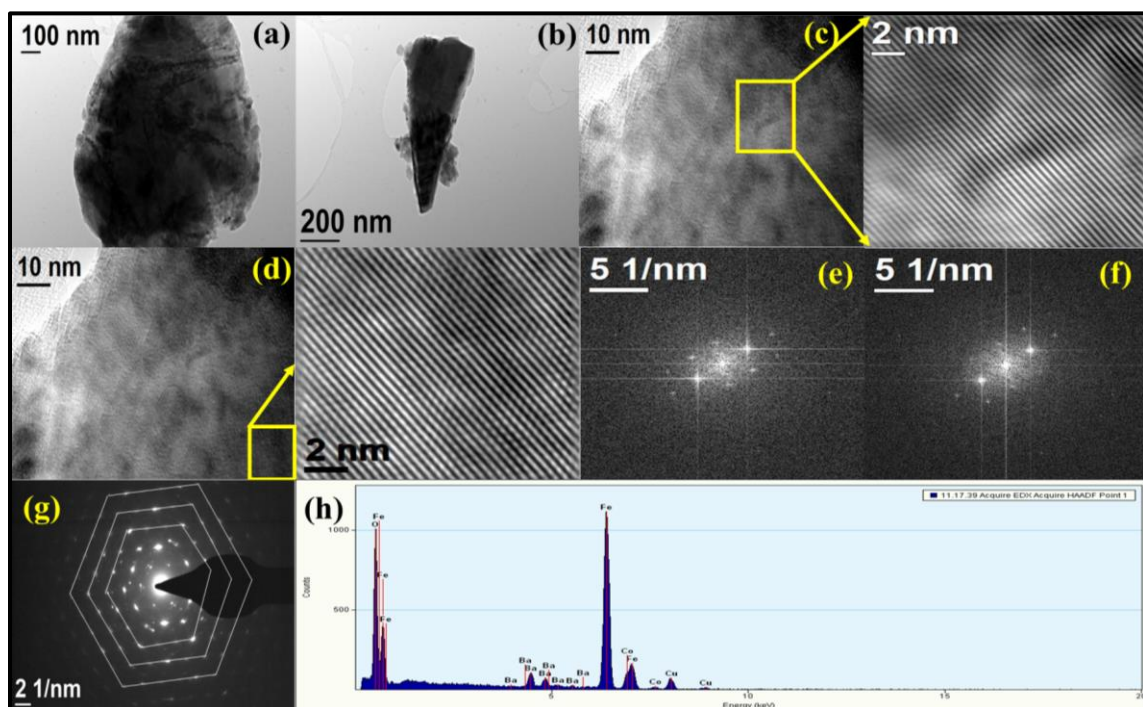 100 nm
(a)
(b)
200 nm
10 nm
(c)
2 nm
10 nm
(d)
2 nm
5 1/nm
(e)
5 1/nm
(f)
(g)
2 1/nm
(h)
11.17.39 Acquire EDX Acquire HAADF Point 1
Counts
1000
500
Fe
O
Fe
Fe
Ba
Ba
Ba
Ba
Ba
Ba
Ba
Ba
Fe
Co
Fe
Co
Cu
Cu
5
10
15
20